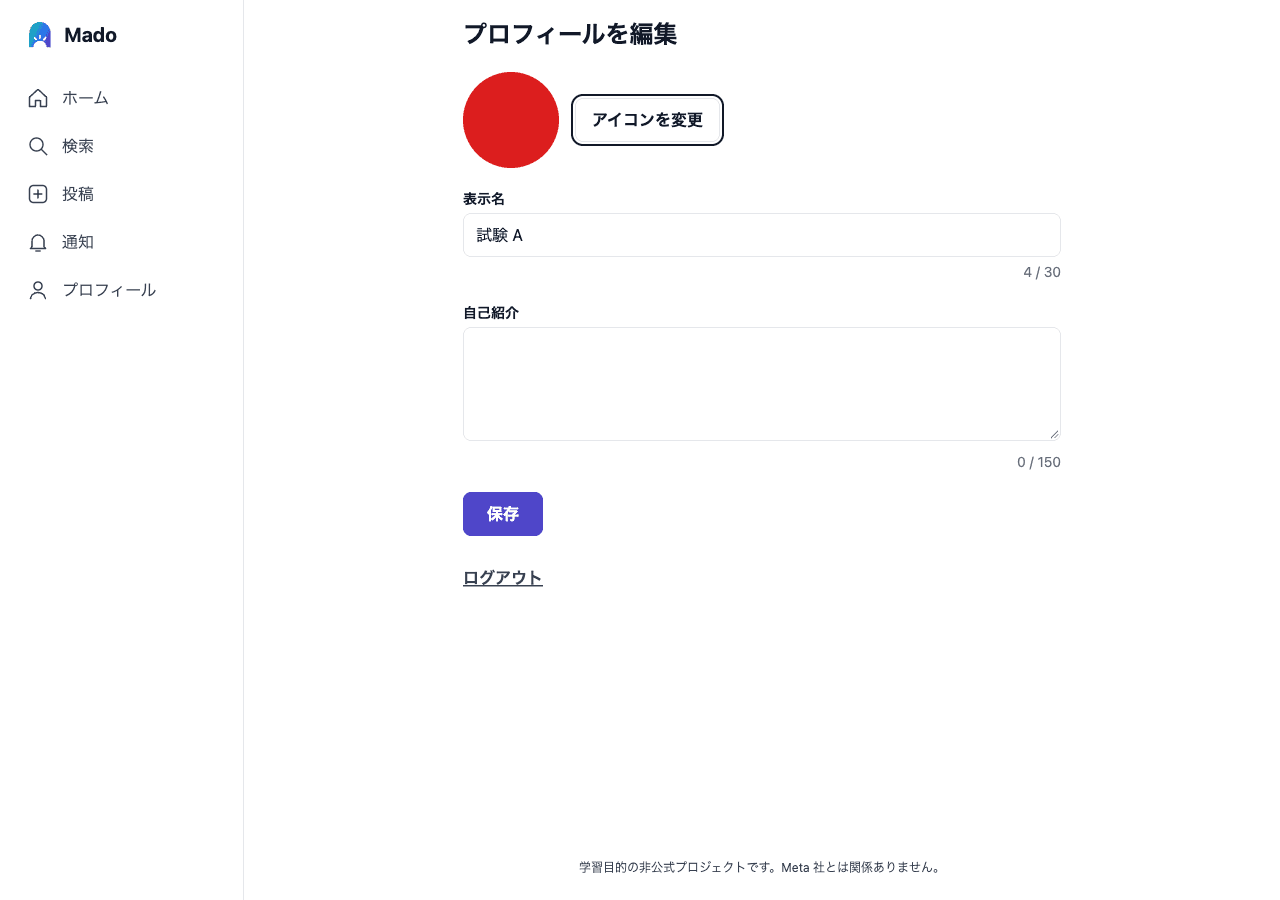 Mado
ホーム
検索
投稿
通知
プロフィール
プロフィールを編集
アイコンを変更
表示名
試験 A
4 / 30
自己紹介
0 / 150
保存
ログアウト
学習目的の非公式プロジェクトです。Meta 社とは関係ありません。